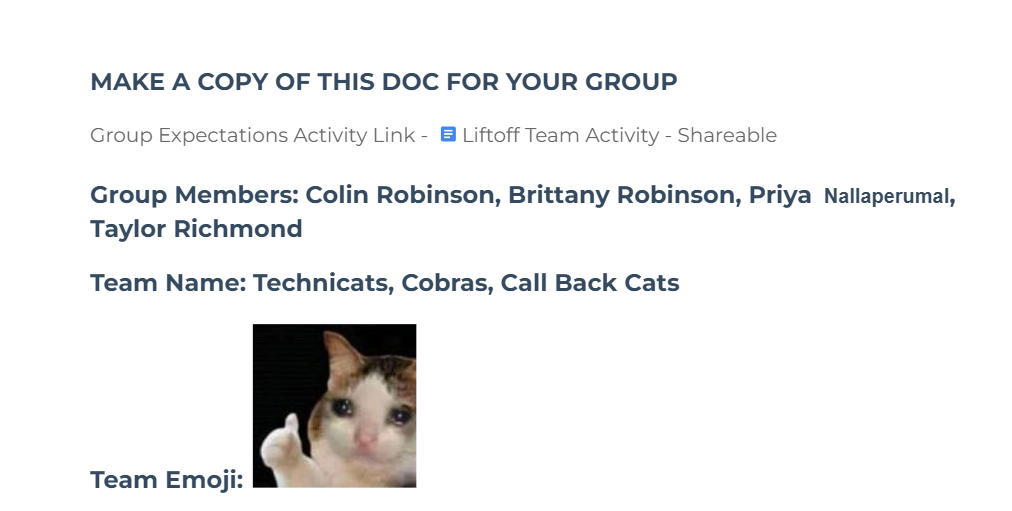 MAKE A COPY OF THIS DOC FOR YOUR GROUP
Group Expectations Activity Link - Liftoff Team Activity - Shareable
Group Members: Colin Robinson, Brittany Robinson, Priya Nallaperumal,
Taylor Richmond
Team Name: Technicats, Cobras, Call Back Cats
Team Emoji: